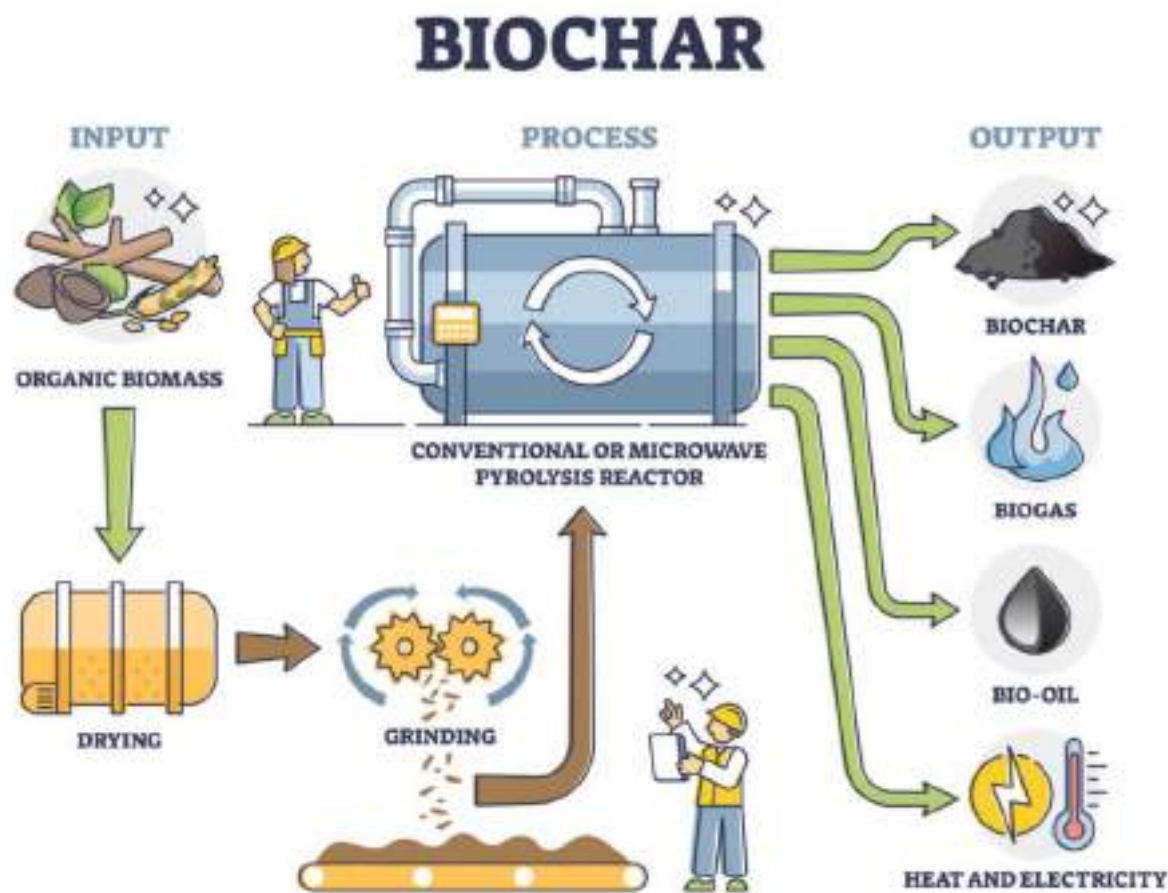 BIOCHAR
INPUT
PROCESS
OUTPUT
ORGANIC BIOMASS
CONVENTIONAL OR MICROWAVE
PYROLYSIS REACTOR
DRYING
GRINDING
BIOCHAR
BIOGAS
BIO-OIL
HEAT AND ELECTRICITY